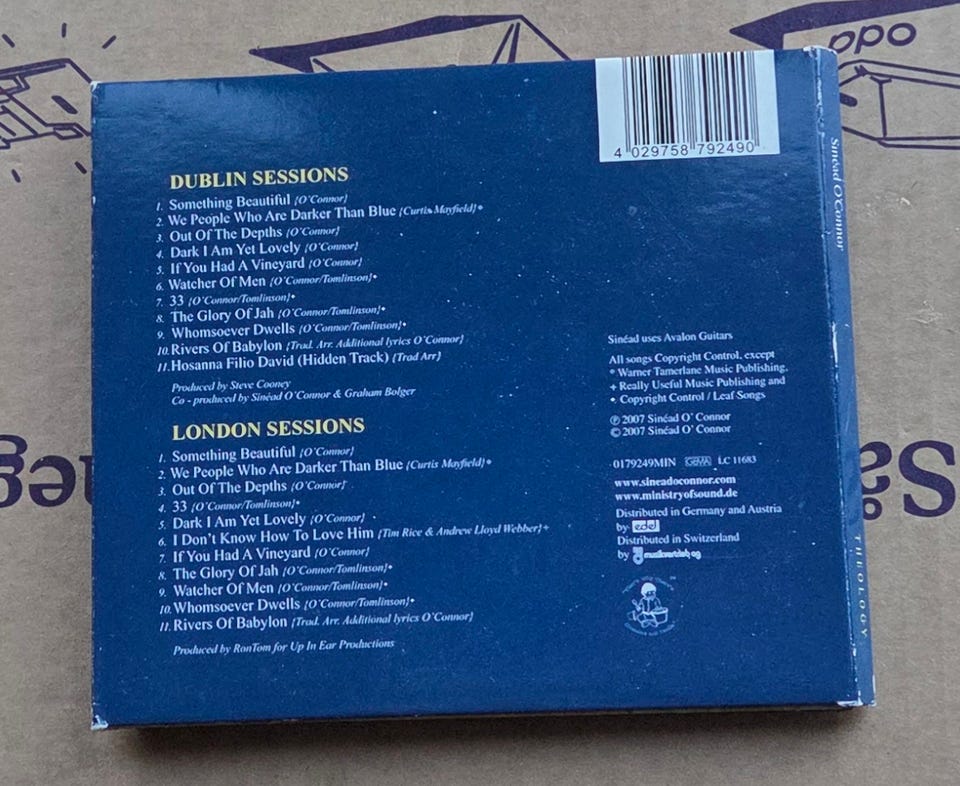 ppo
4 029758 792490
Sinéad O'Connor
THEOLOGY
DUBLIN SESSIONS
1. Something Beautiful {O'Connor}
2. We People Who Are Darker Than Blue {Curtis Mayfield}*
3. Out Of The Depths {O'Connor}
4. Dark I Am Yet Lovely {O'Connor}
5. If You Had A Vineyard {O'Connor}
6. Watcher Of Men {O'Connor/Tomlinson}•
7. 33 {O'Connor/Tomlinson}•
8. The Glory Of Jah {O'Connor/Tomlinson}•
9. Whomsoever Dwells {O'Connor/Tomlinson}•
10. Rivers Of Babylon {Trad. Arr. Additional lyrics O'Connor}
11. Hosanna Filio David (Hidden Track) {Trad Arr}
Produced by Steve Cooney
Co - produced by Sinéad O'Connor & Graham Bolger
LONDON SESSIONS
1. Something Beautiful {O'Connor}
2. We People Who Are Darker Than Blue {Curtis Mayfield}*
3. Out Of The Depths {O'Connor}
4. 33 {O'Connor/Tomlinson}•
5. Dark I Am Yet Lovely {O'Connor}
6. I Don't Know How To Love Him {Tim Rice & Andrew Lloyd Webber}+
7. If You Had A Vineyard {O'Connor}
8. The Glory Of Jah {O'Connor/Tomlinson}•
9. Watcher Of Men {O'Connor/Tomlinson}•
10. Whomsoever Dwells {O'Connor/Tomlinson}•
11. Rivers Of Babylon {Trad. Arr. Additional lyrics O'Connor}
Produced by RonTom for Up In Ear Productions
Sinéad uses Avalon Guitars
All songs Copyright Control, except
* Warner Tamerlane Music Publishing,
+ Really Useful Music Publishing and
• Copyright Control / Leaf Songs
℗ 2007 Sinéad O' Connor
© 2007 Sinéad O' Connor
0179249MIN GEMA LC 11683
www.sineadoconnor.com
www.ministryofsound.de
Distributed in Germany and Austria
by edel
Distributed in Switzerland
by musikvertrieb ag